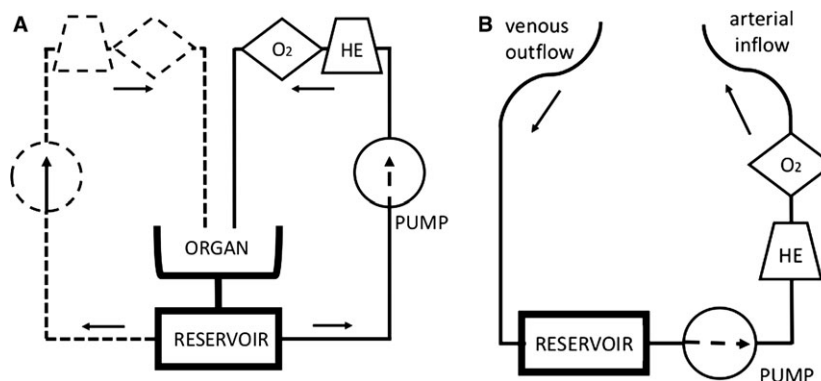 A
O2
HE
PUMP
ORGAN
RESERVOIR
B
venous
outflow
arterial
inflow
O2
HE
RESERVOIR
PUMP